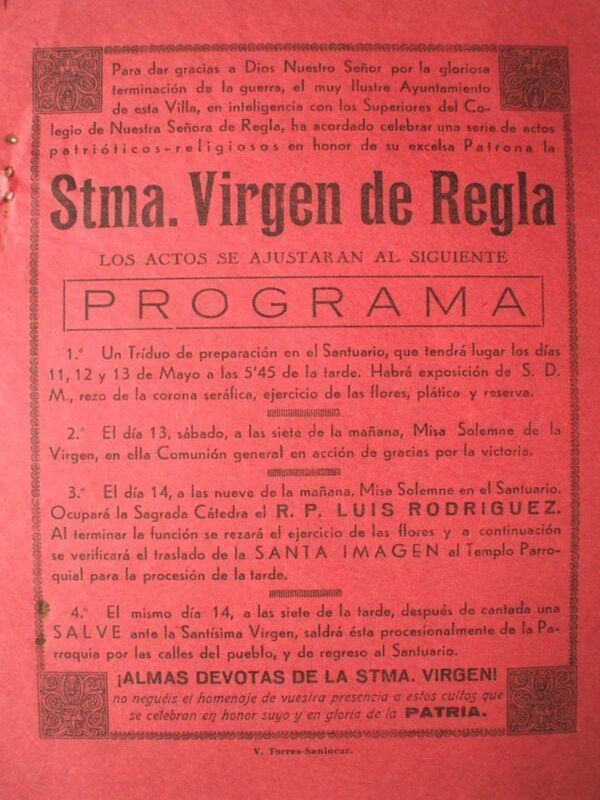 Para dar gracias a Dios Nuestro Señor por la gloriosa
terminación de la guerra, el muy Ilustre Ayuntamiento
de esta Villa, en inteligencia con los Superiores del Co-
legio de Nuestra Señora de Regla, ha acordado celebrar una serie de actos
patrióticos-religiosos en honor de su excelsa Patrona la
Stma. Virgen de Regla
LOS ACTOS SE AJUSTARAN AL SIGUIENTE
PROGRAMA
1.º Un Tríduo de preparación en el Santuario, que tendrá lugar los días
11, 12 y 13 de Mayo a las 5'45 de la tarde. Habrá exposición de S. D.
M., rezo de la corona seráfica, ejercicio de las flores, plática y reserva.
2.º El día 13, sábado, a las siete de la mañana, Misa Solemne de la
Virgen, en ella Comunión general en acción de gracias por la victoria.
3.º El día 14, a las nueve de la mañana, Misa Solemne en el Santuario.
Ocupará la Sagrada Cátedra el R. P. LUIS RODRIGUEZ.
Al terminar la función se rezará el ejercicio de las flores y a continuación
se verificará el traslado de la SANTA IMAGEN al Templo Parro-
quial para la procesión de la tarde.
4.º El mismo día 14, a las siete de la tarde, después de cantada una
SALVE ante la Santísima Virgen, saldrá ésta procesionalmente de la Pa-
rroquia por las calles del pueblo, y de regreso al Santuario.
¡ALMAS DEVOTAS DE LA STMA. VIRGEN!
no neguéis el homenaje de vuestra presencia a estos cultos que
se celebran en honor suyo y en gloria de la PATRIA.
V. Torres-Sanlúcar.